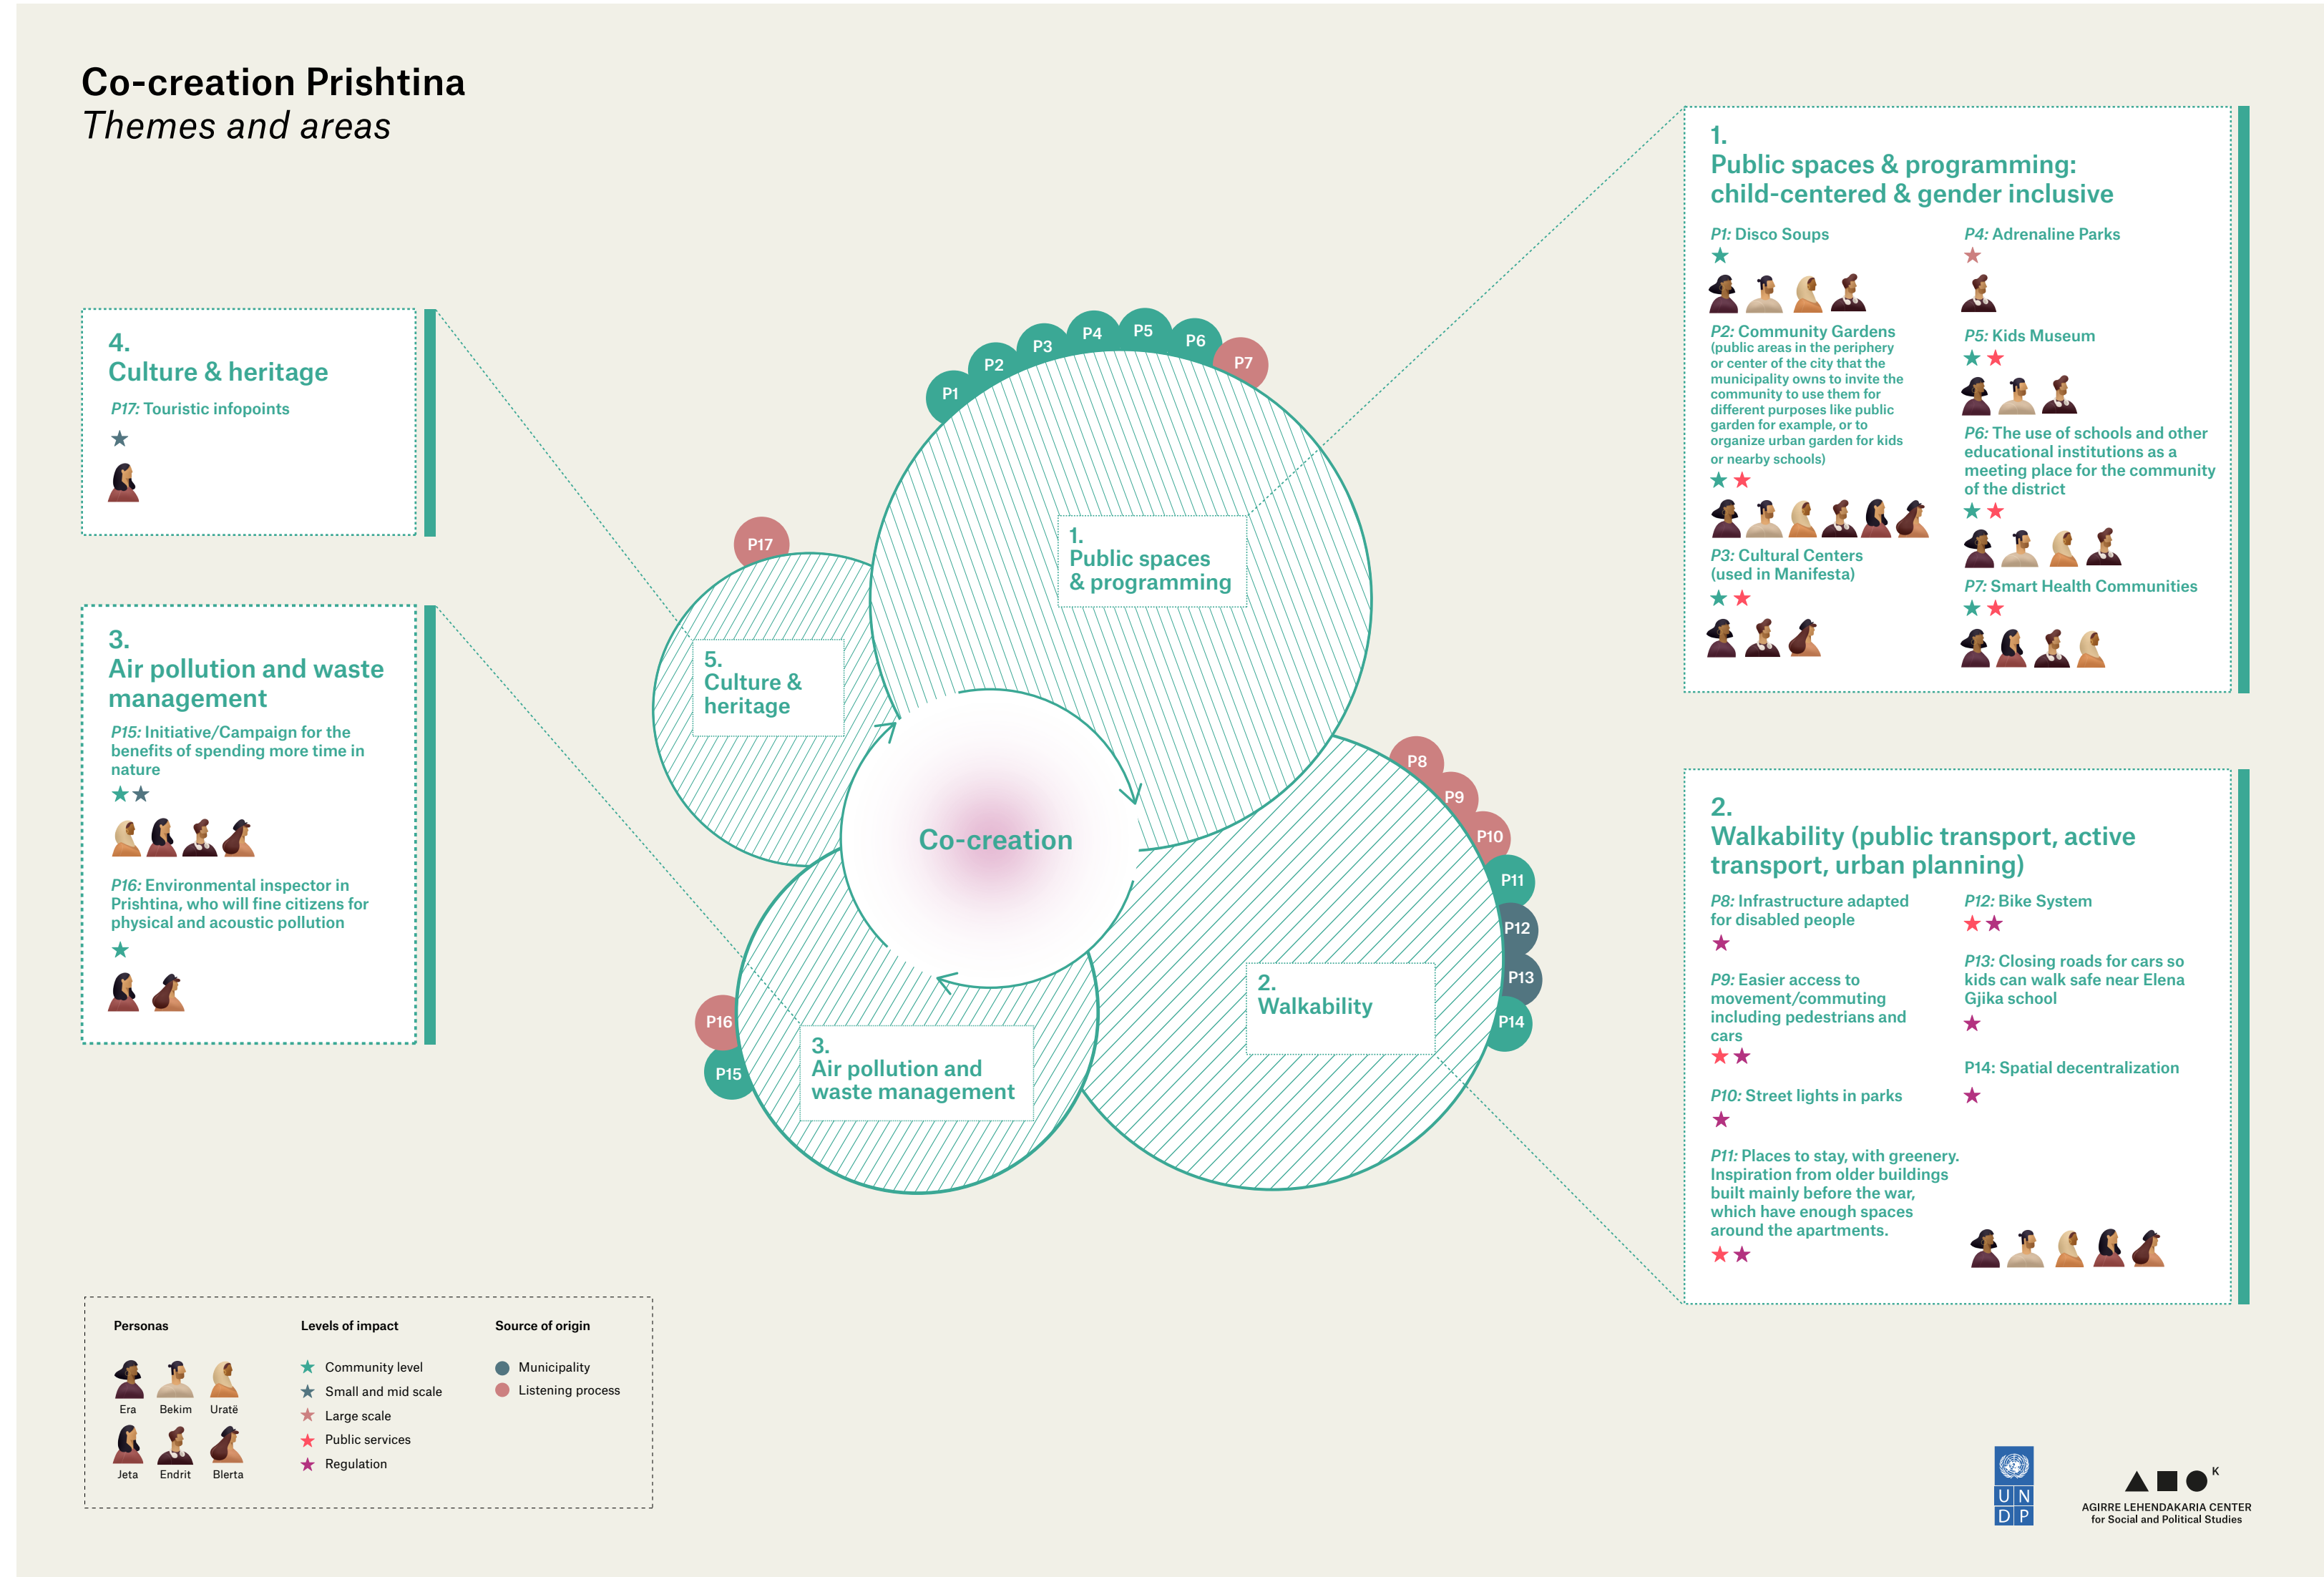 Co-creation Prishtina
Themes and areas
4.
Culture & heritage
P17: Touristic infopoints
3.
Air pollution and waste
management
P15: Initiative/Campaign for the
benefits of spending more time in
nature
P16: Environmental inspector in
Prishtina, who will fine citizens for
physical and acoustic pollution
P1
P2
P3
P4
P5
P6
P7
1.
Public spaces
& programming
P17
5.
Culture &
heritage
Co-creation
P8
P9
P10
P11
P12
P13
P14
2.
Walkability
P16
P15
3.
Air pollution and
waste management
1.
Public spaces & programming:
child-centered & gender inclusive
P1: Disco Soups
P2: Community Gardens
(public areas in the periphery
or center of the city that the
municipality owns to invite the
community to use them for
different purposes like public
garden for example, or to
organize urban garden for kids
or nearby schools)
P3: Cultural Centers
(used in Manifesta)
P4: Adrenaline Parks
P5: Kids Museum
P6: The use of schools and other
educational institutions as a
meeting place for the community
of the district
P7: Smart Health Communities
2.
Walkability (public transport, active
transport, urban planning)
P8: Infrastructure adapted
for disabled people
P9: Easier access to
movement/commuting
including pedestrians and
cars
P10: Street lights in parks
P11: Places to stay, with greenery.
Inspiration from older buildings
built mainly before the war,
which have enough spaces
around the apartments.
P12: Bike System
P13: Closing roads for cars so
kids can walk safe near Elena
Gjika school
P14: Spatial decentralization
Personas
Era
Bekim
Uratë
Jeta
Endrit
Blerta
Levels of impact
Community level
Small and mid scale
Large scale
Public services
Regulation
Source of origin
Municipality
Listening process
U N
D P
K
AGIRRE LEHENDAKARIA CENTER
for Social and Political Studies